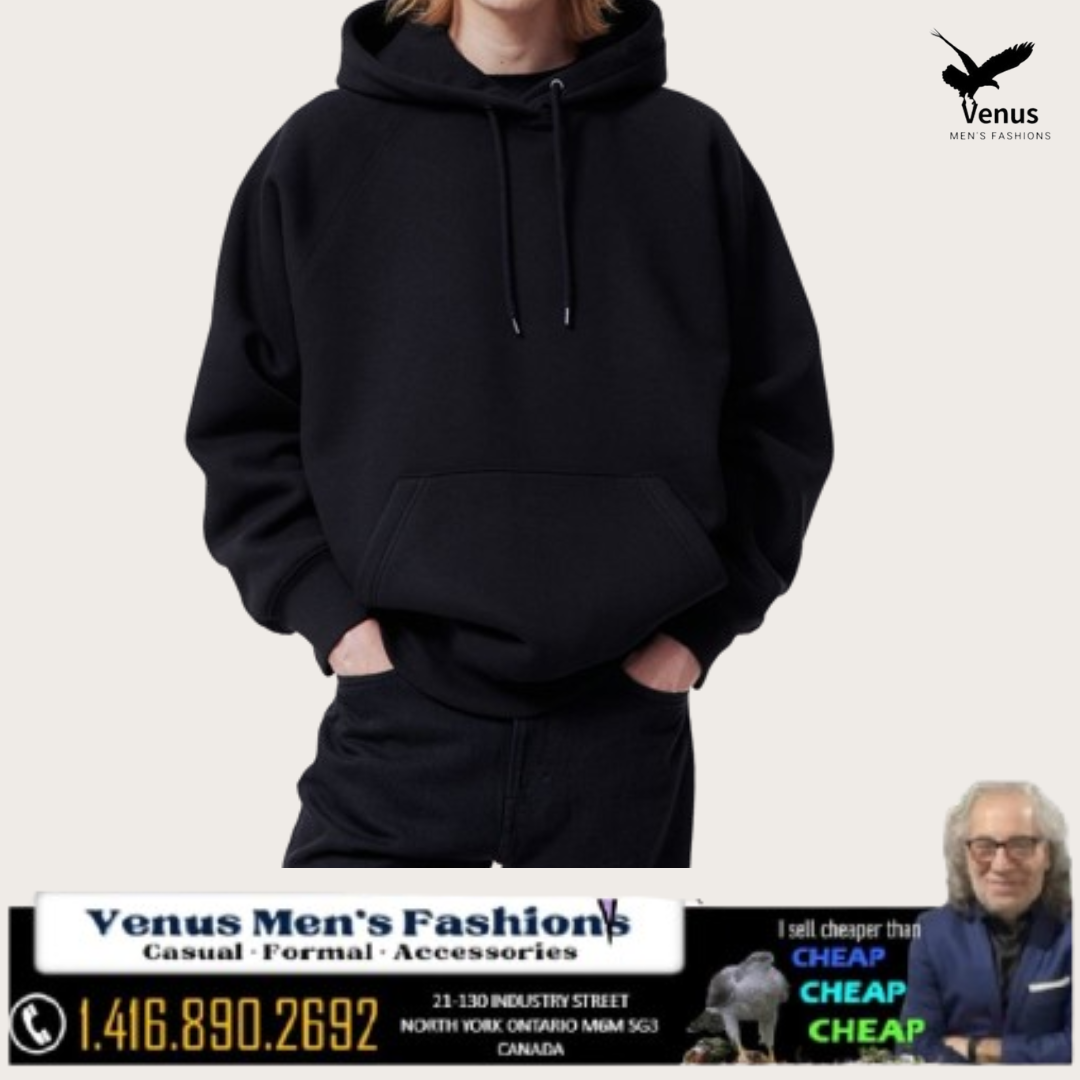 Venus
MEN'S FASHIONS
Venus Men's Fashions
Casual · Formal · Accessories
1.416.890.2692
21-130 INDUSTRY STREET
NORTH YORK ONTARIO M6M 5G3
CANADA
I sell cheaper than
CHEAP
CHEAP
CHEAP